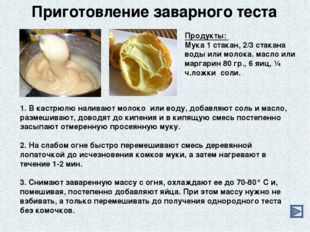 Приготовление заварного теста
Продукты:
Мука 1 стакан, 2/3 стакана
воды или молока. масло или
маргарин 80 гр., 6 яиц, ¼
ч.ложки соли.
1. В кастрюлю наливают молоко или воду, добавляют соль и масло,
размешивают, доводят до кипения и в кипящую смесь постепенно
засыпают отмеренную просеянную муку.
2. На слабом огне быстро перемешивают смесь деревянной
лопаточкой до исчезновения комков муки, а затем нагревают в
течение 1-2 мин.
3. Снимают заваренную массу с огня, охлаждают ее до 70-80° С и,
помешивая, постепенно добавляют яйца. При этом массу нужно не
взбивать, а только перемешивать до получения однородного теста
без комочков.